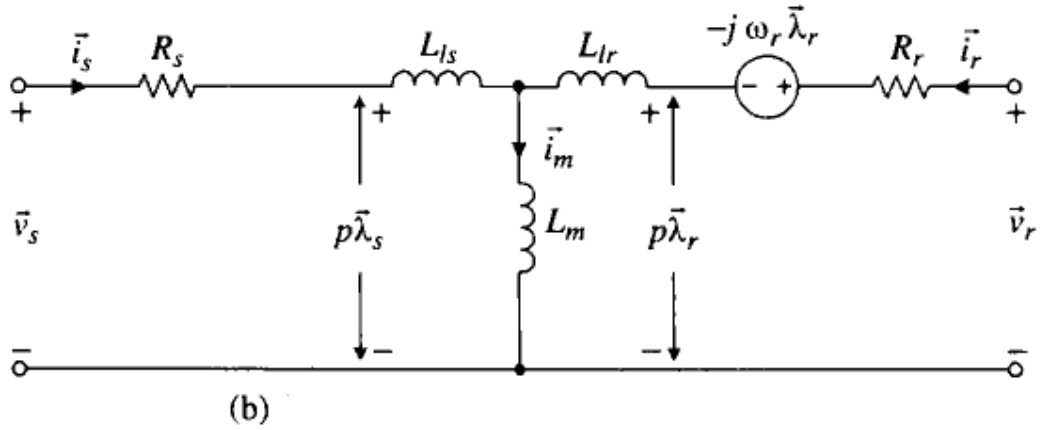 i⃗_s R_s L_ls L_lr −j ω_r λ⃗_r R_r i⃗_r
+ + + − + +
i⃗_m
v⃗_s pλ⃗_s L_m pλ⃗_r v⃗_r
− − − −
(b)